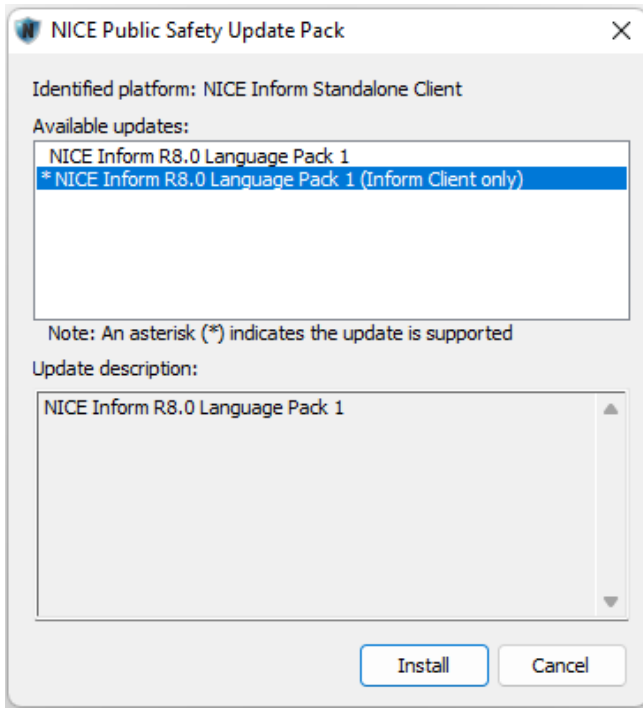 NICE Public Safety Update Pack
Identified platform: NICE Inform Standalone Client
Available updates:
NICE Inform R8.0 Language Pack 1
* NICE Inform R8.0 Language Pack 1 (Inform Client only)
Note: An asterisk (*) indicates the update is supported
Update description:
NICE Inform R8.0 Language Pack 1
Install Cancel